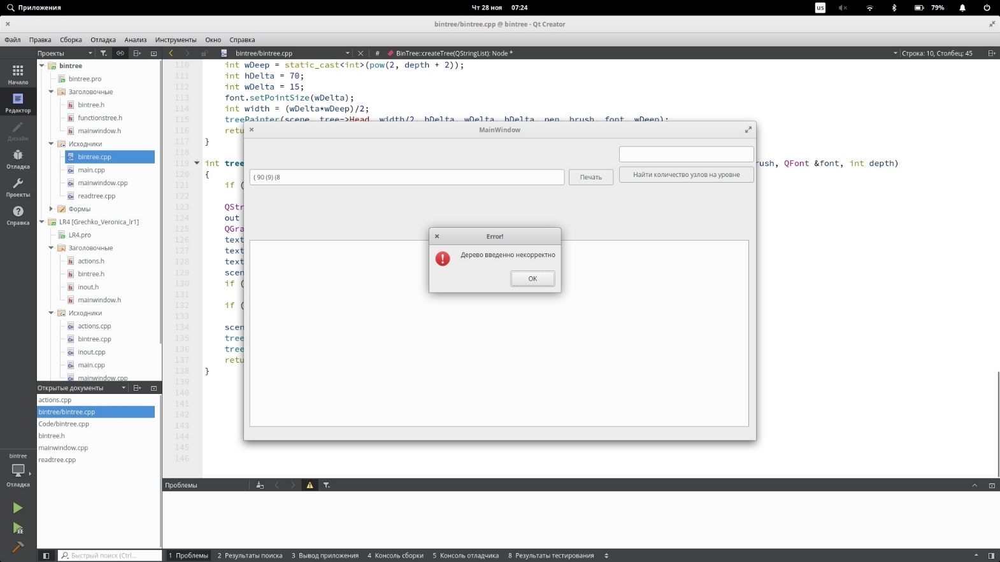 Приложения
Чт 28 ноя 07:24
us
79%
bintree/bintree.cpp @ bintree - Qt Creator
Файл Правка Сборка Отладка Анализ Инструменты Окно Справка
Проекты
bintree/bintree.cpp
# BinTree::createTree(QStringList): Node *
Строка: 10, Столбец: 45
Начало
Редактор
Дизайн
Отладка
Проекты
Справка
bintree
Отладка
bintree
bintree.pro
Заголовочные
bintree.h
functionstree.h
mainwindow.h
Исходники
bintree.cpp
main.cpp
mainwindow.cpp
readtree.cpp
Формы
LR4 [Grechko_Veronica_lr1]
LR4.pro
Заголовочные
actions.h
bintree.h
inout.h
mainwindow.h
Исходники
actions.cpp
bintree.cpp
inout.cpp
main.cpp
mainwindow.cpp
Открытые документы
actions.cpp
bintree/bintree.cpp
Code/bintree.cpp
bintree.h
mainwindow.cpp
readtree.cpp
110 int wDeep = static_cast<int>(pow(2, depth + 2));
111 int hDelta = 70;
112 int wDelta = 15;
113 font.setPointSize(wDelta);
114 int width = (wDelta*wDeep)/2;
115 treePainter(scene, tree->Head, width/2, hDelta, wDelta, hDelta, pen, brush, font, wDeep);
116 retu
117 }
118
119 int tree rush, QFont &font, int depth)
120 {
121 if (
122
123 QStr
124 out
125 QGra
126 text
127 text
128 text
129 scen
130 if (
131
132 if (
133
134 scen
135 tree
136 tree
137 retu
138 }
139
140
141
142
143
144
145
146
MainWindow
( 90 (9) (8
Печать
Найти количество узлов на уровне
Error!
Дерево введенно некорректно
OK
Проблемы
Быстрый поиск (Ctrl...
1 Проблемы 2 Результаты поиска 3 Вывод приложения 4 Консоль сборки 5 Консоль отладчика 8 Результаты тестирования